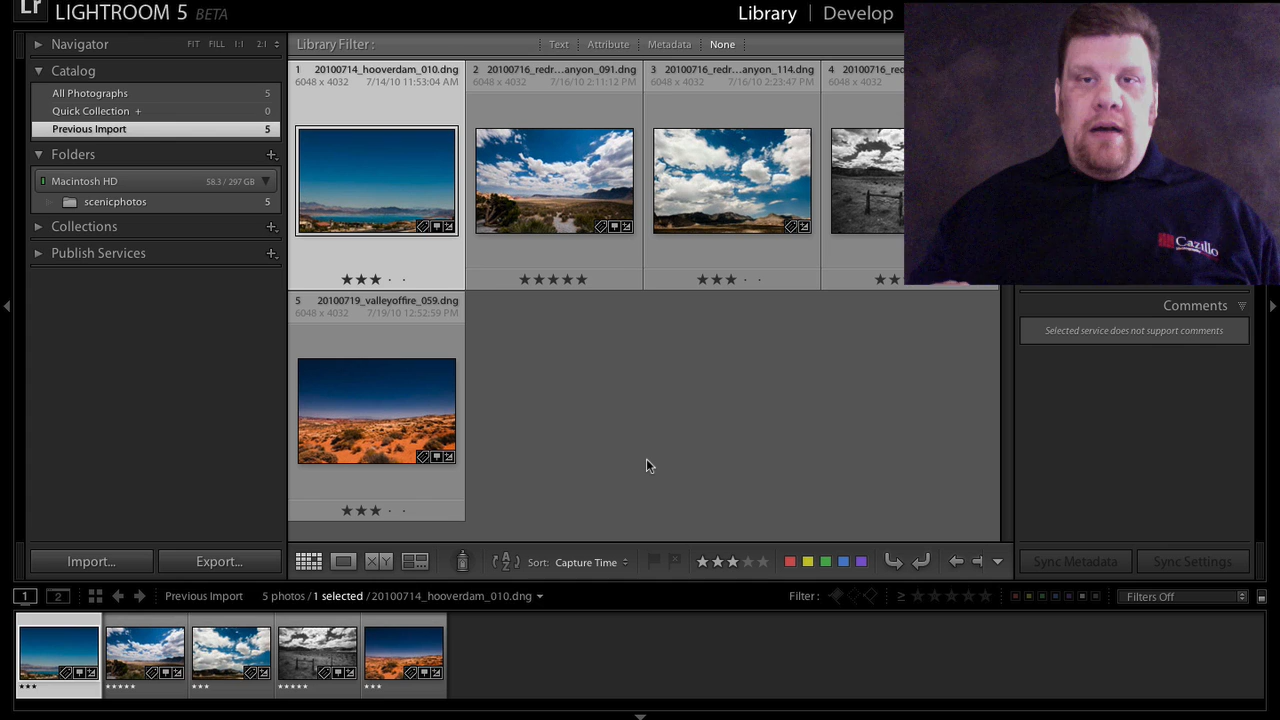 Lr LIGHTROOM 5 BETA
Library | Develop
Navigator FIT FILL 1:1 2:1
Catalog
All Photographs 5
Quick Collection + 0
Previous Import 5
Folders
Macintosh HD 58.3 / 297 GB
scenicphotos 5
Collections
Publish Services
Import... Export...
Library Filter : Text Attribute Metadata None
1 20100714_hooverdam_010.dng
6048 x 4032 7/14/10 11:53:04 AM
2 20100716_redr...anyon_091.dng
6048 x 4032 7/16/10 2:11:12 PM
3 20100716_redr...anyon_114.dng
6048 x 4032 7/16/10 2:23:47 PM
4 20100716_red
6048 x 4032
5 20100719_valleyoffire_059.dng
6048 x 4032 7/19/10 12:52:59 PM
Cazillo
Comments
Selected service does not support comments
XY Sort: Capture Time
Sync Metadata Sync Settings
1 2 Previous Import 5 photos / 1 selected / 20100714_hooverdam_010.dng Filter : ≥ Filters Off